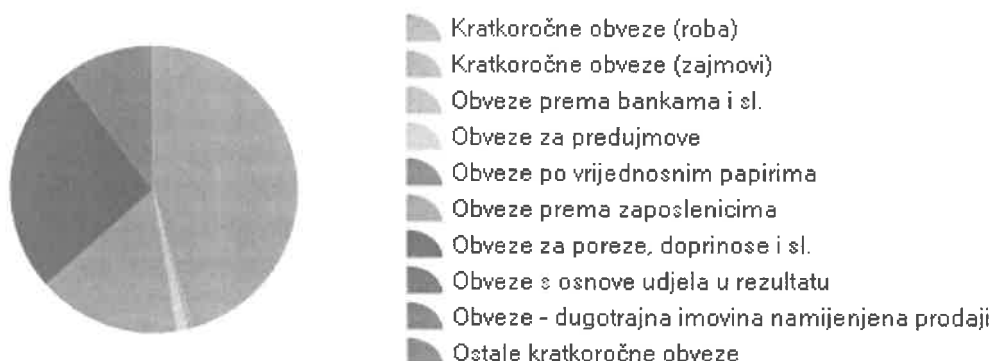 Kratkoročne obveze (roba)
Kratkoročne obveze (zajmovi)
Obveze prema bankama i sl.
Obveze za predujmove
Obveze po vrijednosnim papirima
Obveze prema zaposlenicima
Obveze za poreze, doprinose i sl.
Obveze s osnove udjela u rezultatu
Obveze - dugotrajna imovina namijenjena prodaji
Ostale kratkoročne obveze